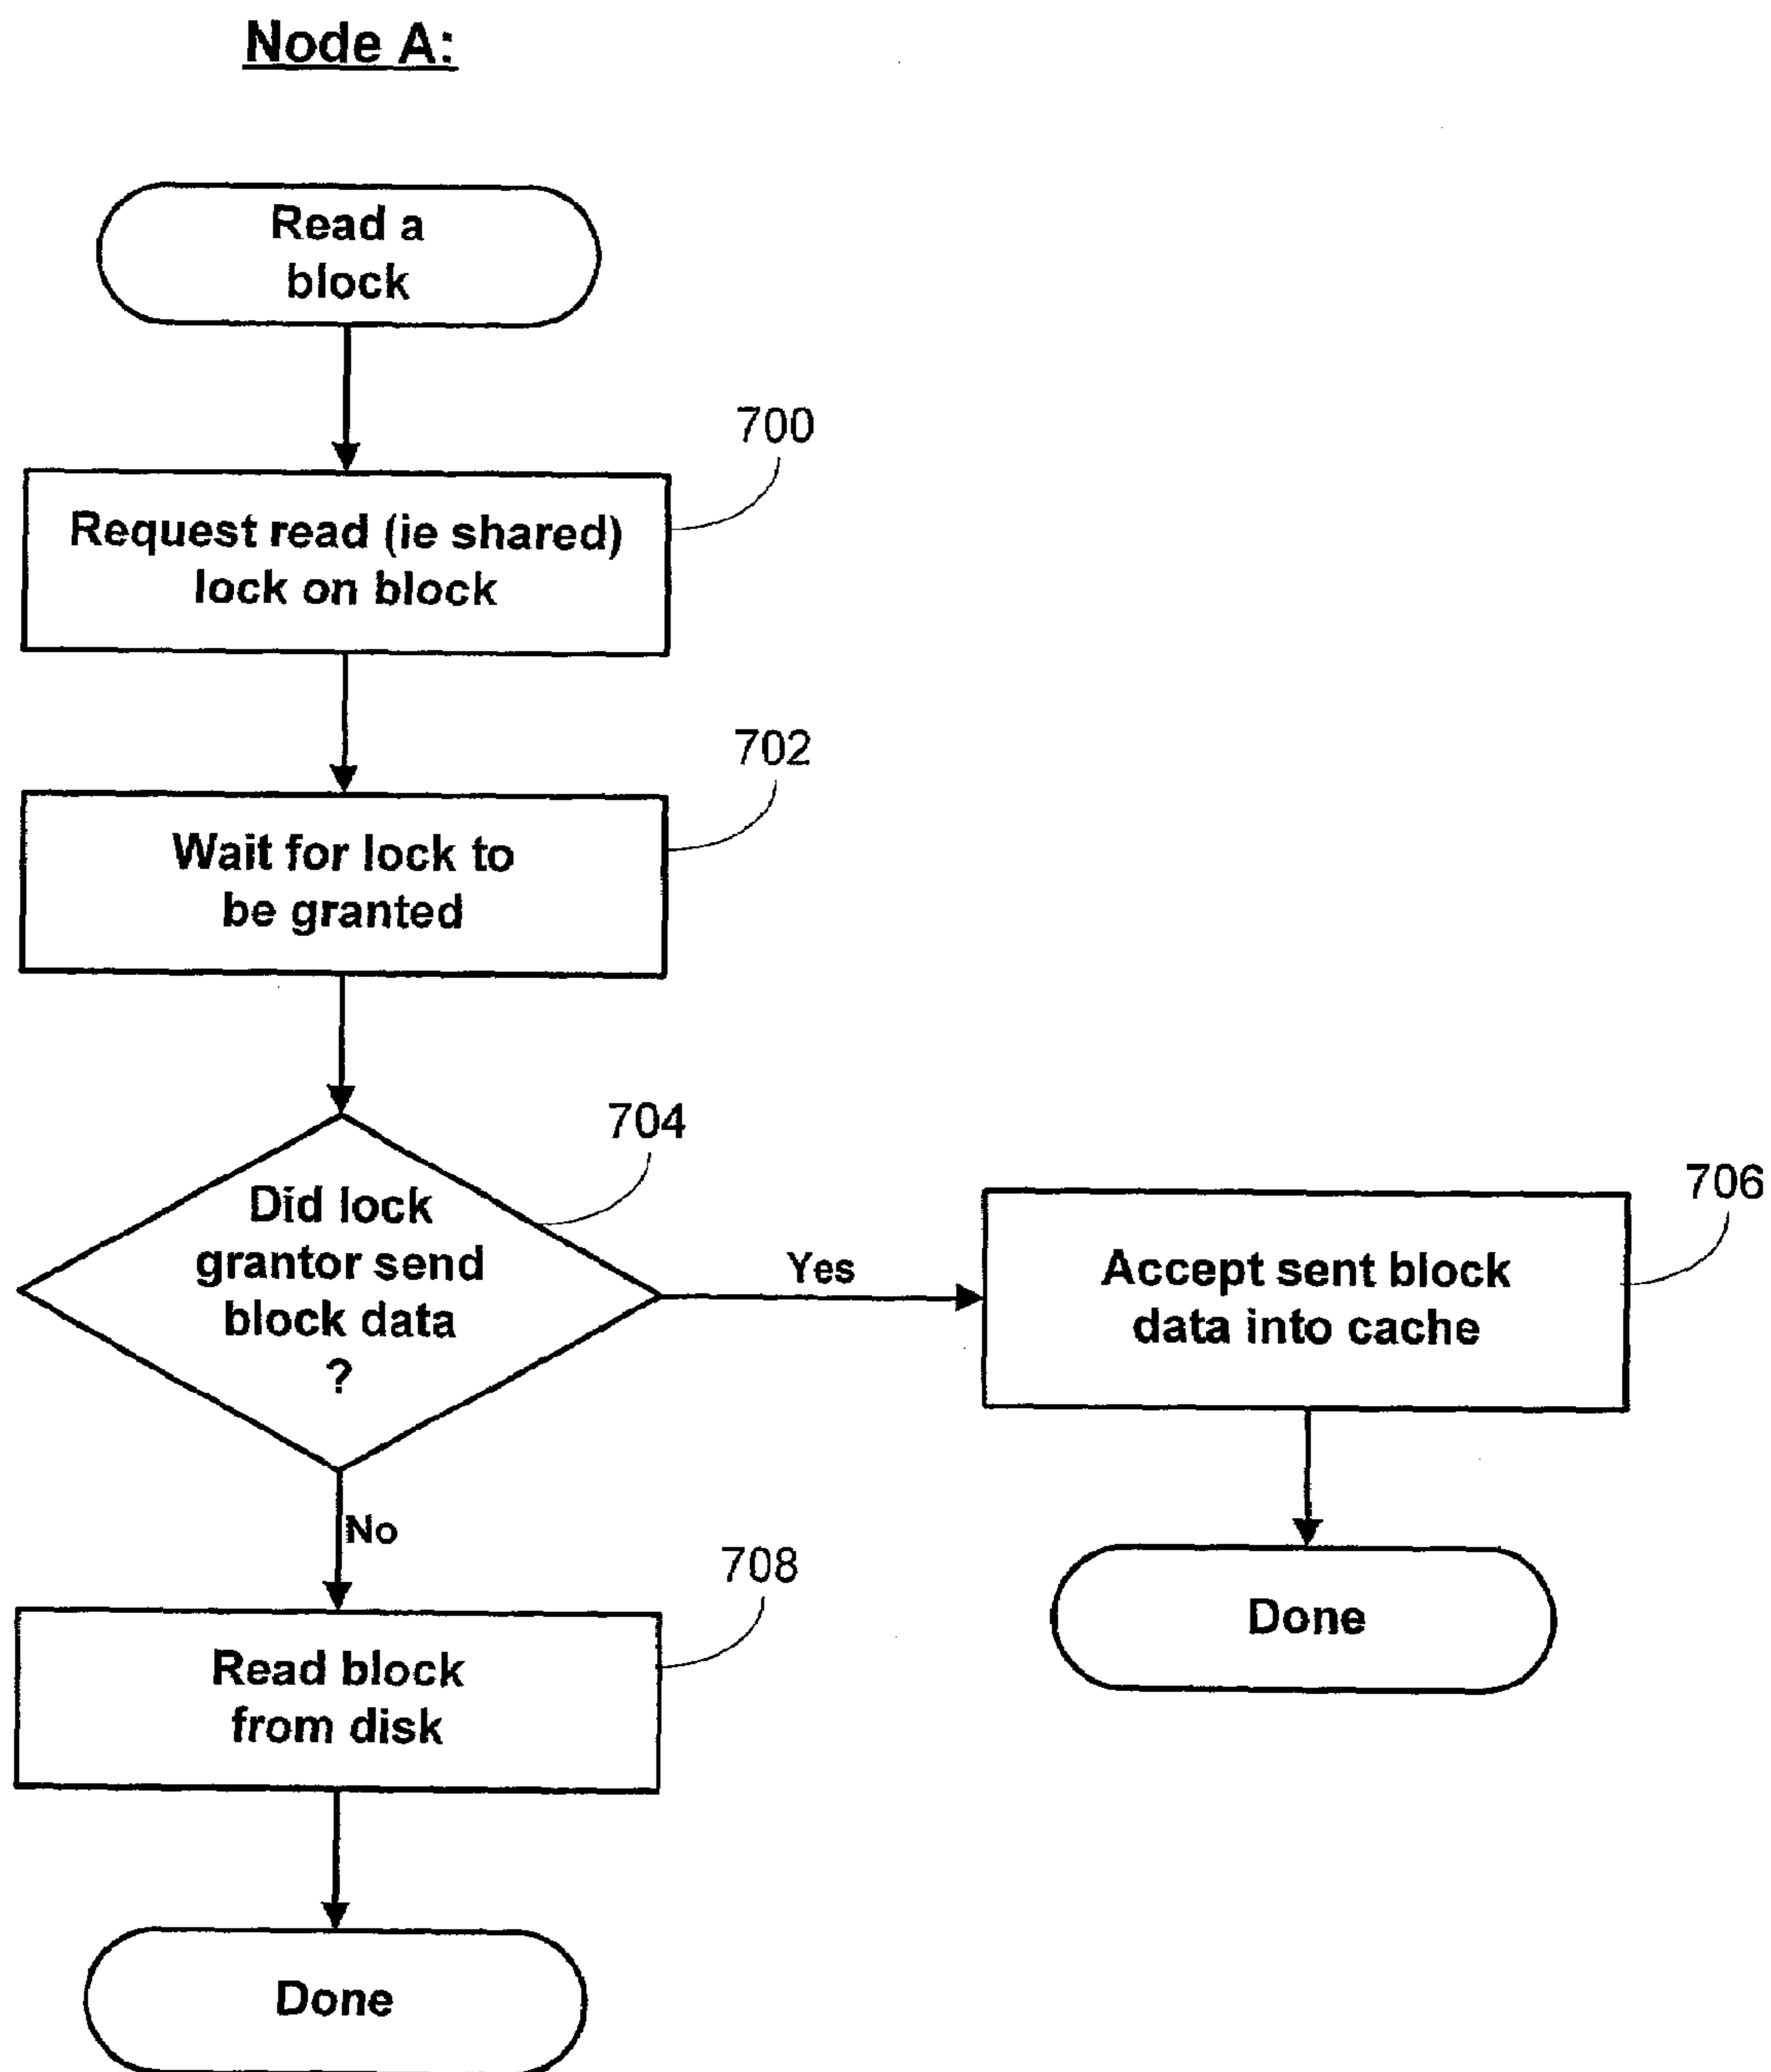 Node A:
Read a
block
700
Request read (ie shared)
lock on block
702
Wait for lock to
be granted
704
Did lock
grantor send
block data
?
Yes
706
Accept sent block
data into cache
Done
No
708
Read block
from disk
Done